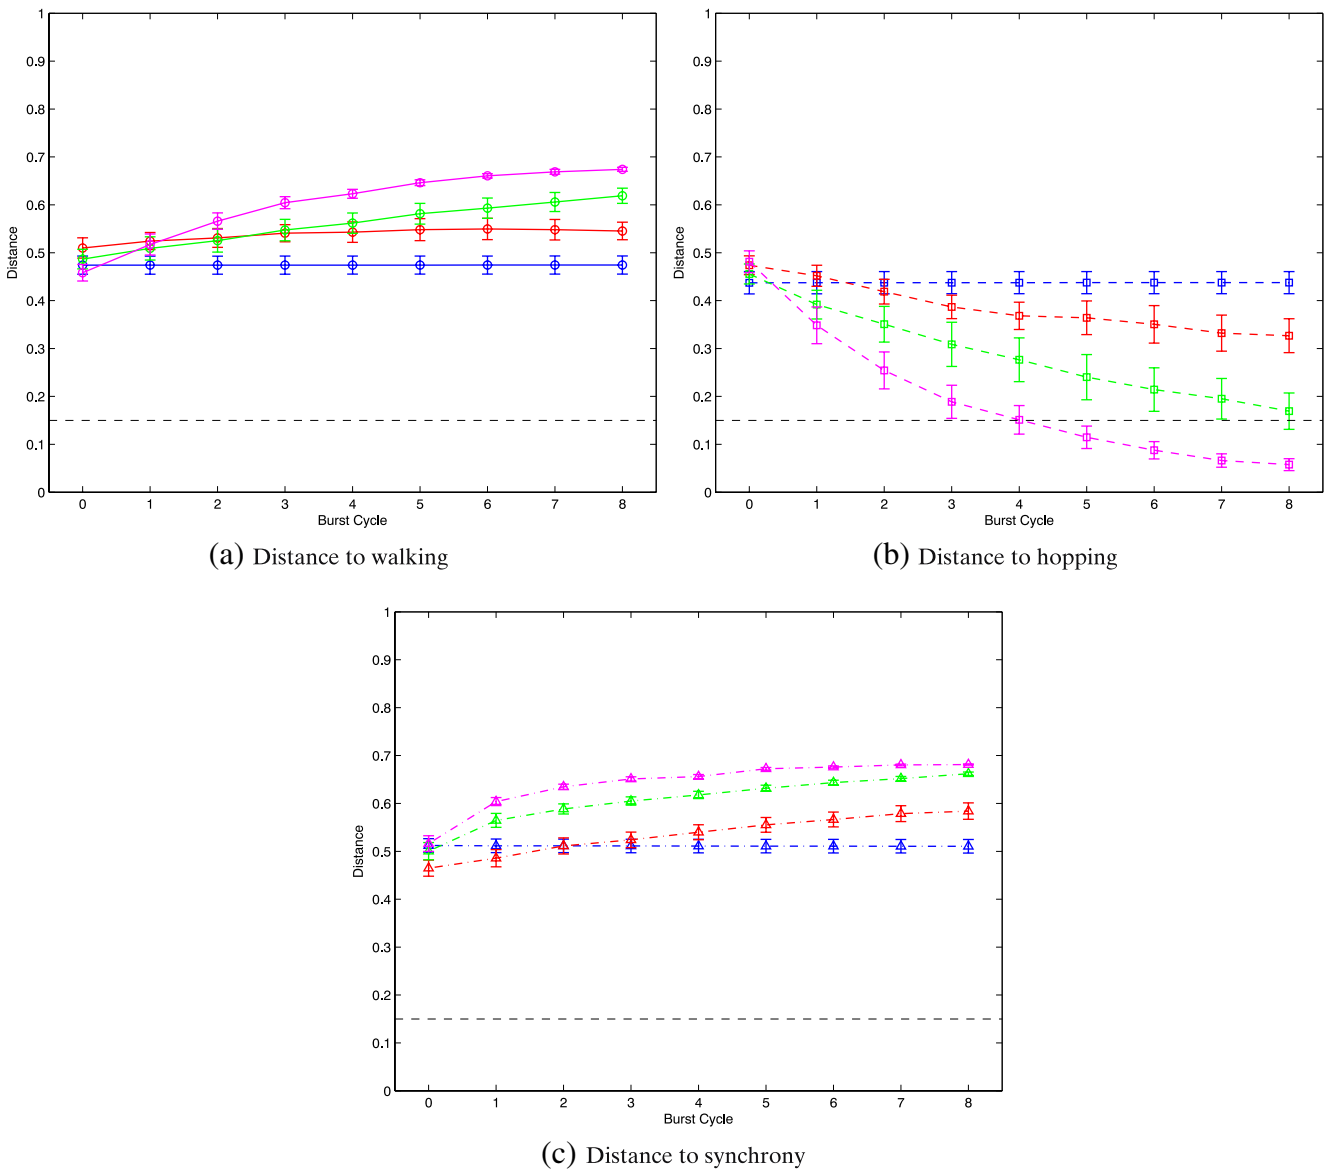 1
0.9
0.8
0.7
0.6
0.5
0.4
0.3
0.2
0.1
0
Distance
0 1 2 3 4 5 6 7 8
Burst Cycle
(a) Distance to walking
1
0.9
0.8
0.7
0.6
0.5
0.4
0.3
0.2
0.1
0
Distance
0 1 2 3 4 5 6 7 8
Burst Cycle
(b) Distance to hopping
1
0.9
0.8
0.7
0.6
0.5
0.4
0.3
0.2
0.1
0
Distance
0 1 2 3 4 5 6 7 8
Burst Cycle
(c) Distance to synchrony